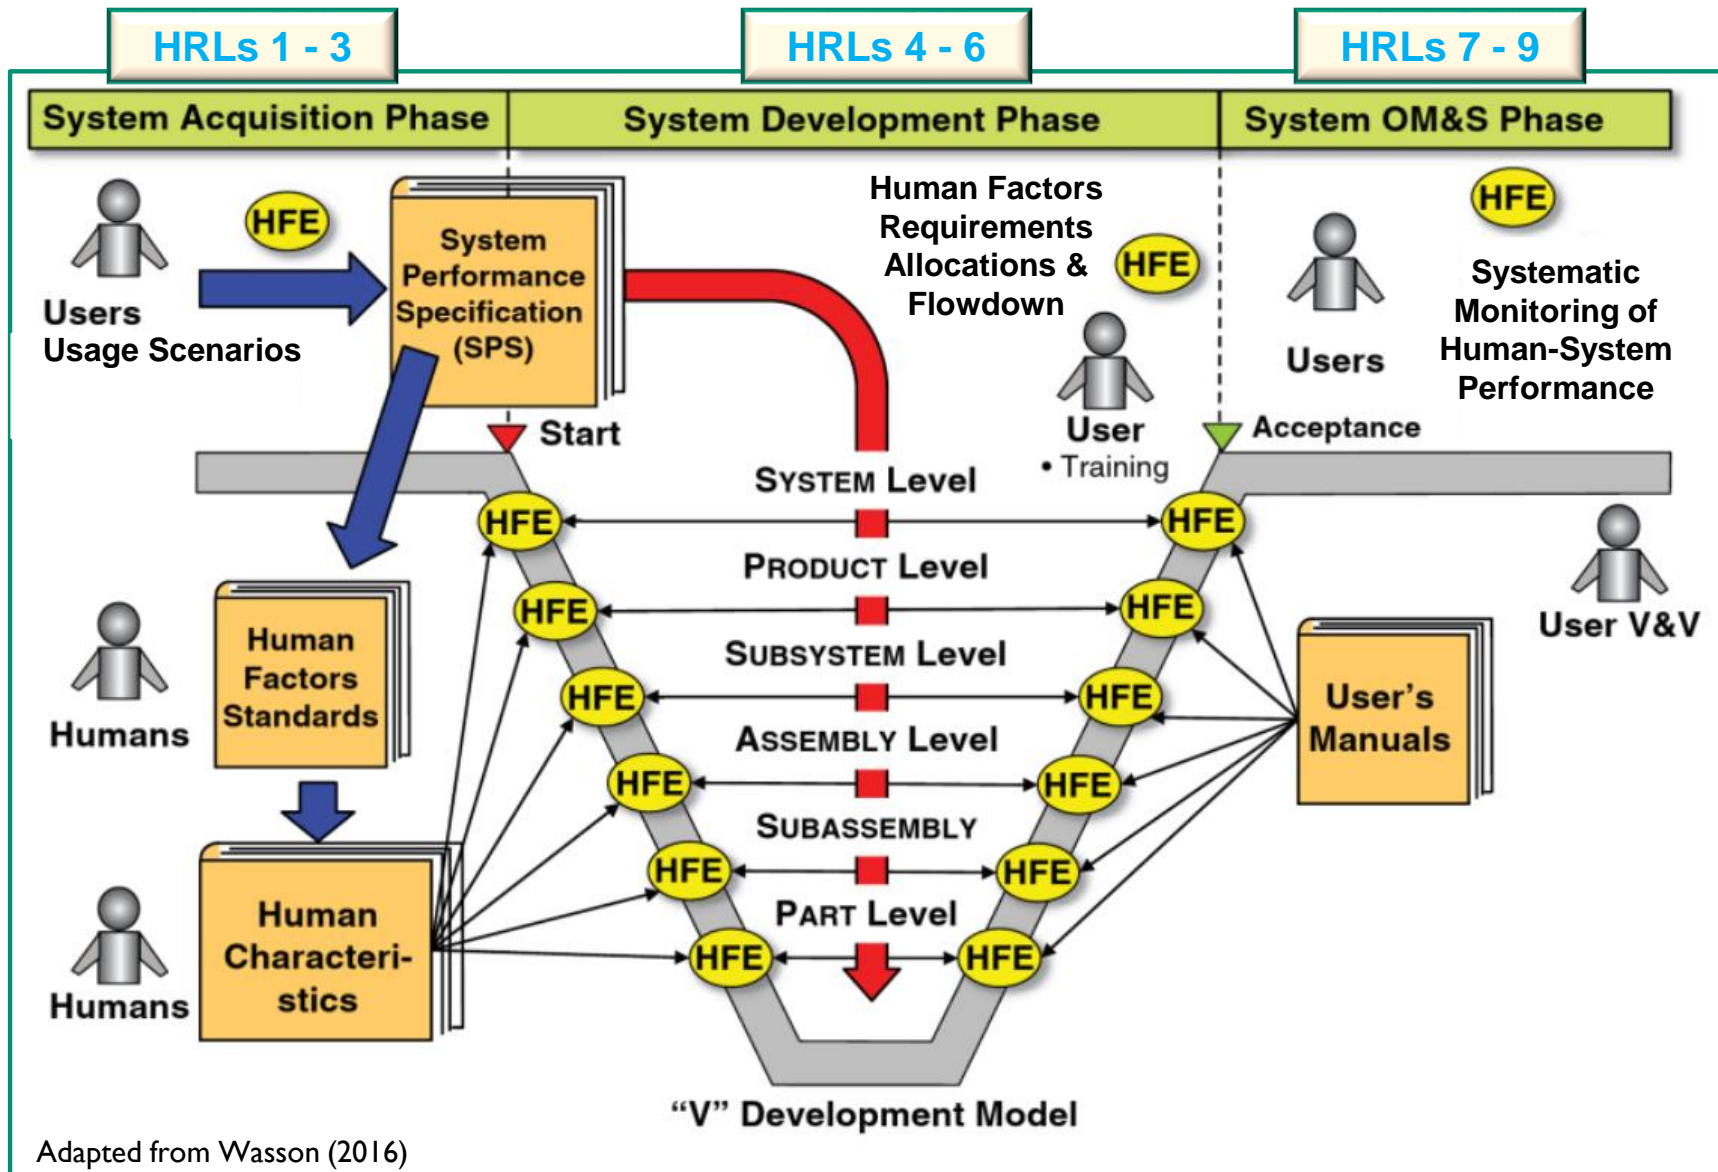 HRLs 1 - 3
HRLs 4 - 6
HRLs 7 - 9
System Acquisition Phase
System Development Phase
System OM&S Phase
HFE
Users
Usage Scenarios
System
Performance
Specification
(SPS)
Human Factors
Requirements
Allocations &
Flowdown
HFE
User
• Training
HFE
Users
Systematic
Monitoring of
Human-System
Performance
Start
Acceptance
SYSTEM Level
HFE
HFE
PRODUCT Level
HFE
HFE
SUBSYSTEM Level
HFE
HFE
ASSEMBLY Level
HFE
HFE
SUBASSEMBLY
HFE
HFE
PART Level
HFE
HFE
Humans
Human
Factors
Standards
Humans
Human
Characteri-
stics
User V&V
User's
Manuals
“V” Development Model
Adapted from Wasson (2016)